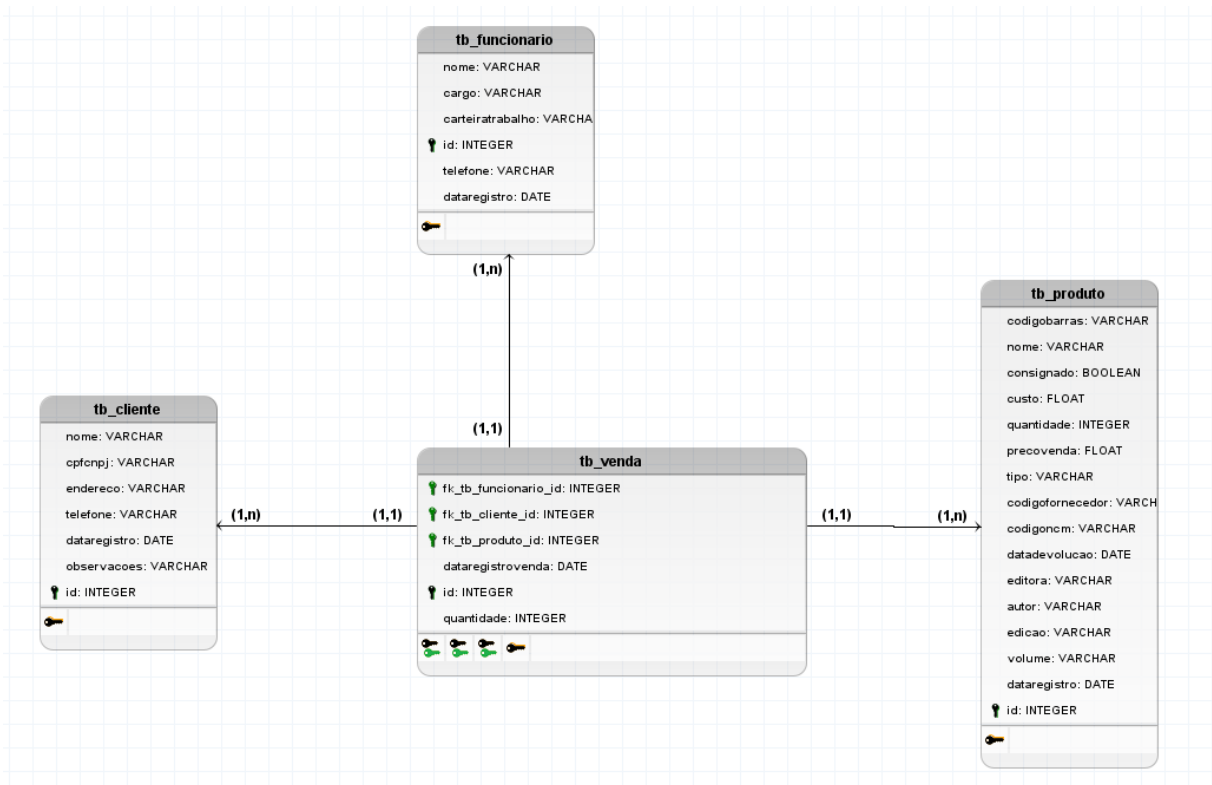 tb_funcionario
nome: VARCHAR
cargo: VARCHAR
carteiratrabalho: VARCHA
id: INTEGER
telefone: VARCHAR
dataregistro: DATE
(1,n)
(1,1)
tb_cliente
nome: VARCHAR
cpfcnpj: VARCHAR
endereco: VARCHAR
telefone: VARCHAR
dataregistro: DATE
observacoes: VARCHAR
id: INTEGER
(1,n)
(1,1)
tb_venda
fk_tb_funcionario_id: INTEGER
fk_tb_cliente_id: INTEGER
fk_tb_produto_id: INTEGER
dataregistrovenda: DATE
id: INTEGER
quantidade: INTEGER
(1,1)
(1,n)
tb_produto
codigobarras: VARCHAR
nome: VARCHAR
consignado: BOOLEAN
custo: FLOAT
quantidade: INTEGER
precovenda: FLOAT
tipo: VARCHAR
codigofornecedor: VARCH
codigoncm: VARCHAR
datadevolucao: DATE
editora: VARCHAR
autor: VARCHAR
edicao: VARCHAR
volume: VARCHAR
dataregistro: DATE
id: INTEGER